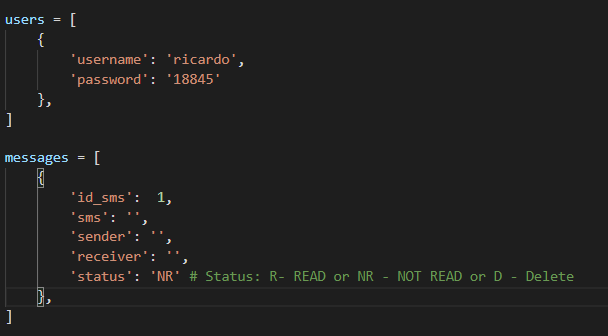 users = [
    {
        'username': 'ricardo',
        'password': '18845'
    },
]
messages = [
    {
        'id_sms':  1,
        'sms': '',
        'sender': '',
        'receiver': '',
        'status': 'NR' # Status: R- READ or NR - NOT READ or D - Delete
    },
]